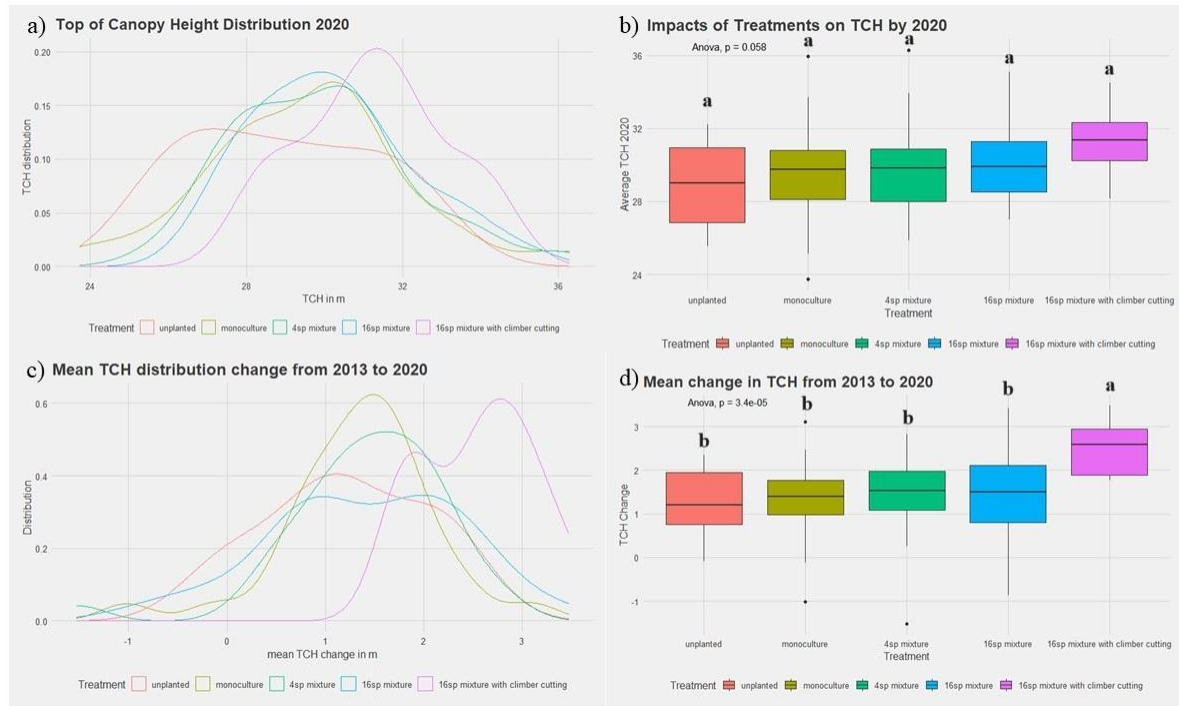 a) Top of Canopy Height Distribution 2020
0.20
0.15
0.10
0.05
0.00
TCH distribution
24 28 32 36
TCH in m
Treatment unplanted monoculture 4sp mixture 16sp mixture 16sp mixture with climber cutting
b) Impacts of Treatments on TCH by 2020
Anova, p = 0.058
a a a a a
36
32
28
24
Average TCH 2020
unplanted monoculture 4sp mixture 16sp mixture 16sp mixture with climber cutting
Treatment
Treatment unplanted monoculture 4sp mixture 16sp mixture 16sp mixture with climber cutting
c) Mean TCH distribution change from 2013 to 2020
0.6
0.4
0.2
0.0
Distribution
-1 0 1 2 3
mean TCH change in m
Treatment unplanted monoculture 4sp mixture 16sp mixture 16sp mixture with climber cutting
d) Mean change in TCH from 2013 to 2020
Anova, p = 3.4e-05
b b b b a
3
2
1
0
-1
TCH Change
unplanted monoculture 4sp mixture 16sp mixture 16sp mixture with climber cutting
Treatment
Treatment unplanted monoculture 4sp mixture 16sp mixture 16sp mixture with climber cutting